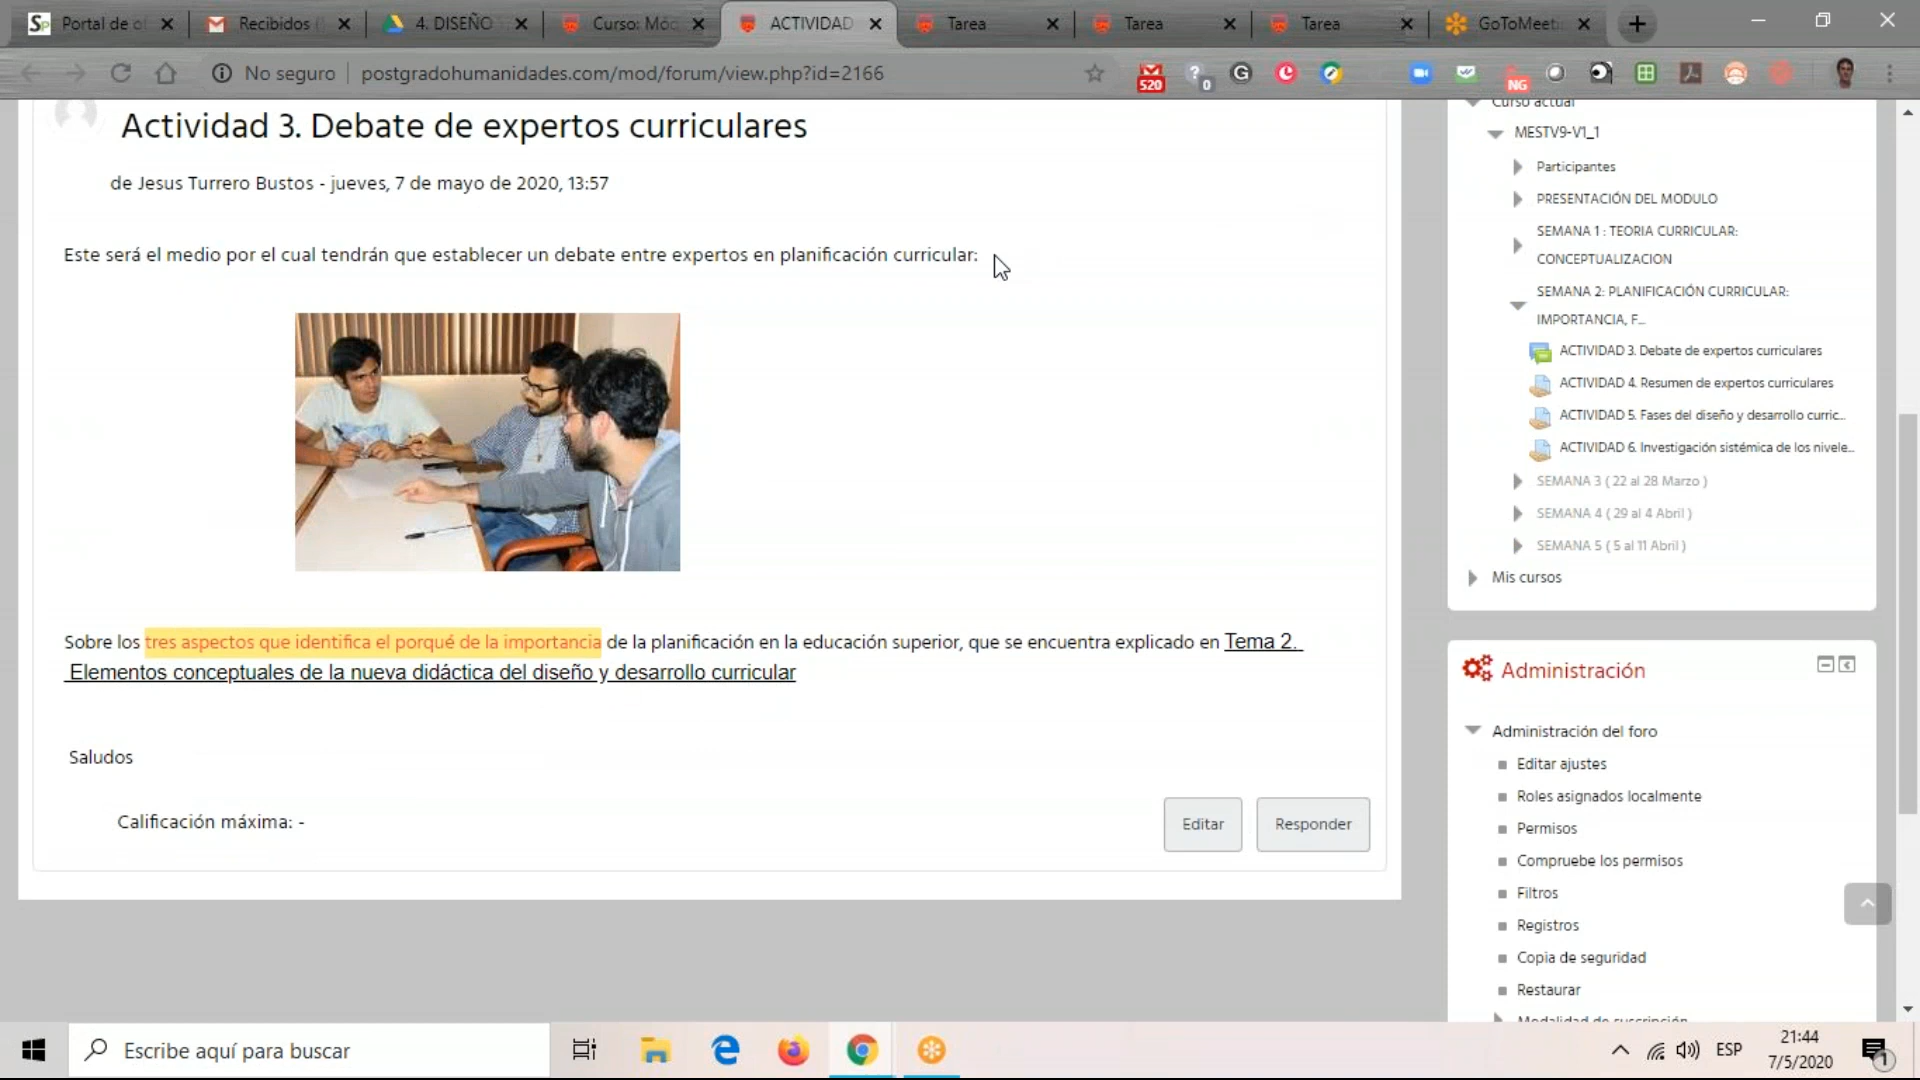 Portal de of
Recibidos (
4. DISEÑO
Curso: Móc
ACTIVIDAD
Tarea
Tarea
Tarea
GoToMeeti
No seguro
postgradohumanidades.com/mod/forum/view.php?id=2166
520
0
NG
Actividad 3. Debate de expertos curriculares
de Jesus Turrero Bustos - jueves, 7 de mayo de 2020, 13:57
Este será el medio por el cual tendrán que establecer un debate entre expertos en planificación curricular:
Sobre los tres aspectos que identifica el porqué de la importancia de la planificación en la educación superior, que se encuentra explicado en Tema 2.
Elementos conceptuales de la nueva didáctica del diseño y desarrollo curricular
Saludos
Calificación máxima: -
Editar
Responder
Curso actual
MESTV9-V1_1
Participantes
PRESENTACIÓN DEL MODULO
SEMANA 1 : TEORIA CURRICULAR:
CONCEPTUALIZACION
SEMANA 2: PLANIFICACIÓN CURRICULAR:
IMPORTANCIA, F...
ACTIVIDAD 3. Debate de expertos curriculares
ACTIVIDAD 4. Resumen de expertos curriculares
ACTIVIDAD 5. Fases del diseño y desarrollo curric...
ACTIVIDAD 6. Investigación sistémica de los nivele...
SEMANA 3 ( 22 al 28 Marzo )
SEMANA 4 ( 29 al 4 Abril )
SEMANA 5 ( 5 al 11 Abril )
Mis cursos
Administración
Administración del foro
Editar ajustes
Roles asignados localmente
Permisos
Compruebe los permisos
Filtros
Registros
Copia de seguridad
Restaurar
Modalidad de suscripción
Escribe aquí para buscar
ESP
21:44
7/5/2020
1